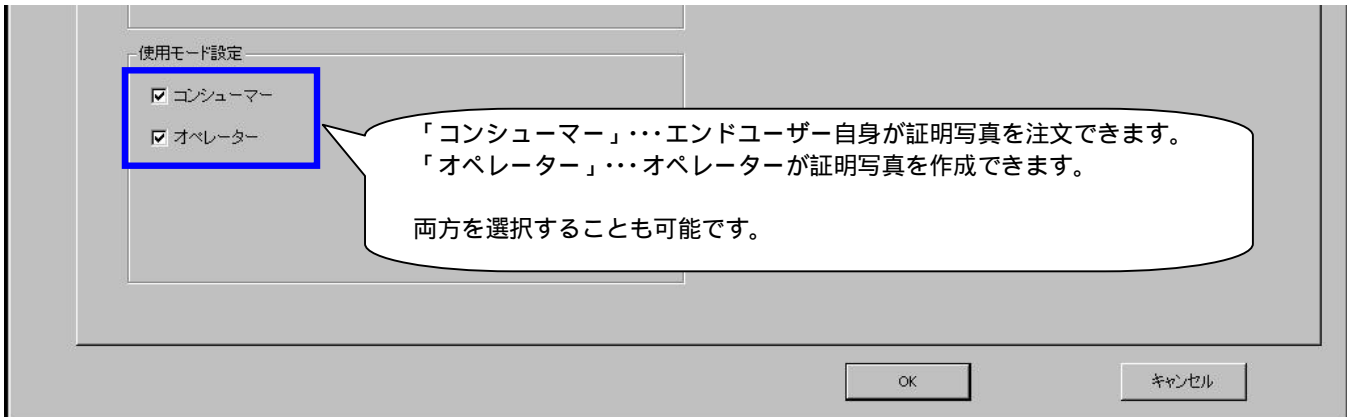 使用モード設定
コンシューマー
オペレーター
「コンシューマー」・・・エンドユーザー自身が証明写真を注文できます。
「オペレーター」・・・オペレーターが証明写真を作成できます。
両方を選択することも可能です。
OK
キャンセル